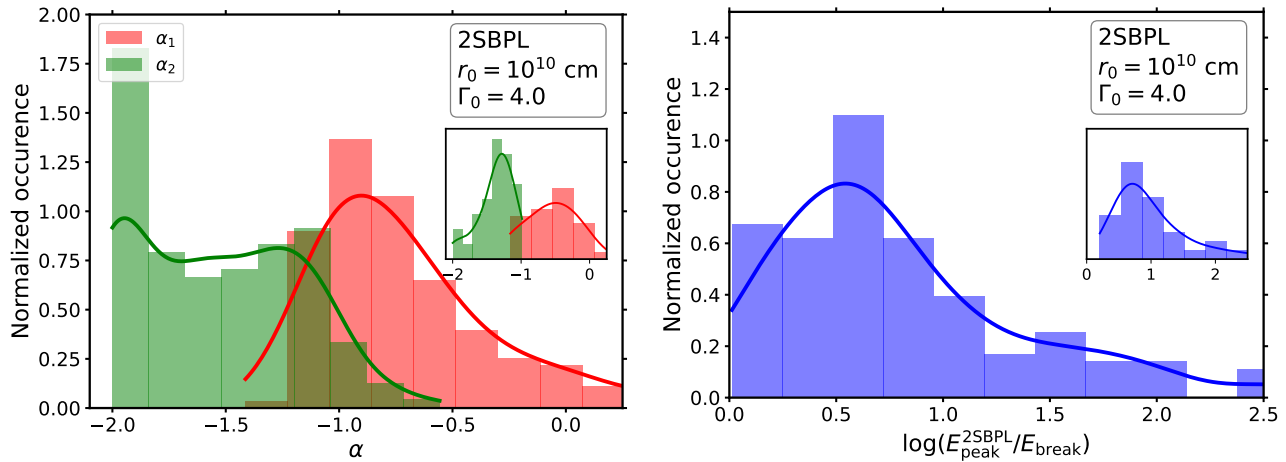 2.00
1.75
1.50
1.25
1.00
0.75
0.50
0.25
0.00
Normalized occurence
α₁
α₂
2SBPL
r₀ = 10¹⁰ cm
Γ₀ = 4.0
−2 −1 0
−2.0 −1.5 −1.0 −0.5 0.0
α
1.4
1.2
1.0
0.8
0.6
0.4
0.2
0.0
Normalized occurence
2SBPL
r₀ = 10¹⁰ cm
Γ₀ = 4.0
0 1 2
0.0 0.5 1.0 1.5 2.0 2.5
log(E_peak^2SBPL/E_break)